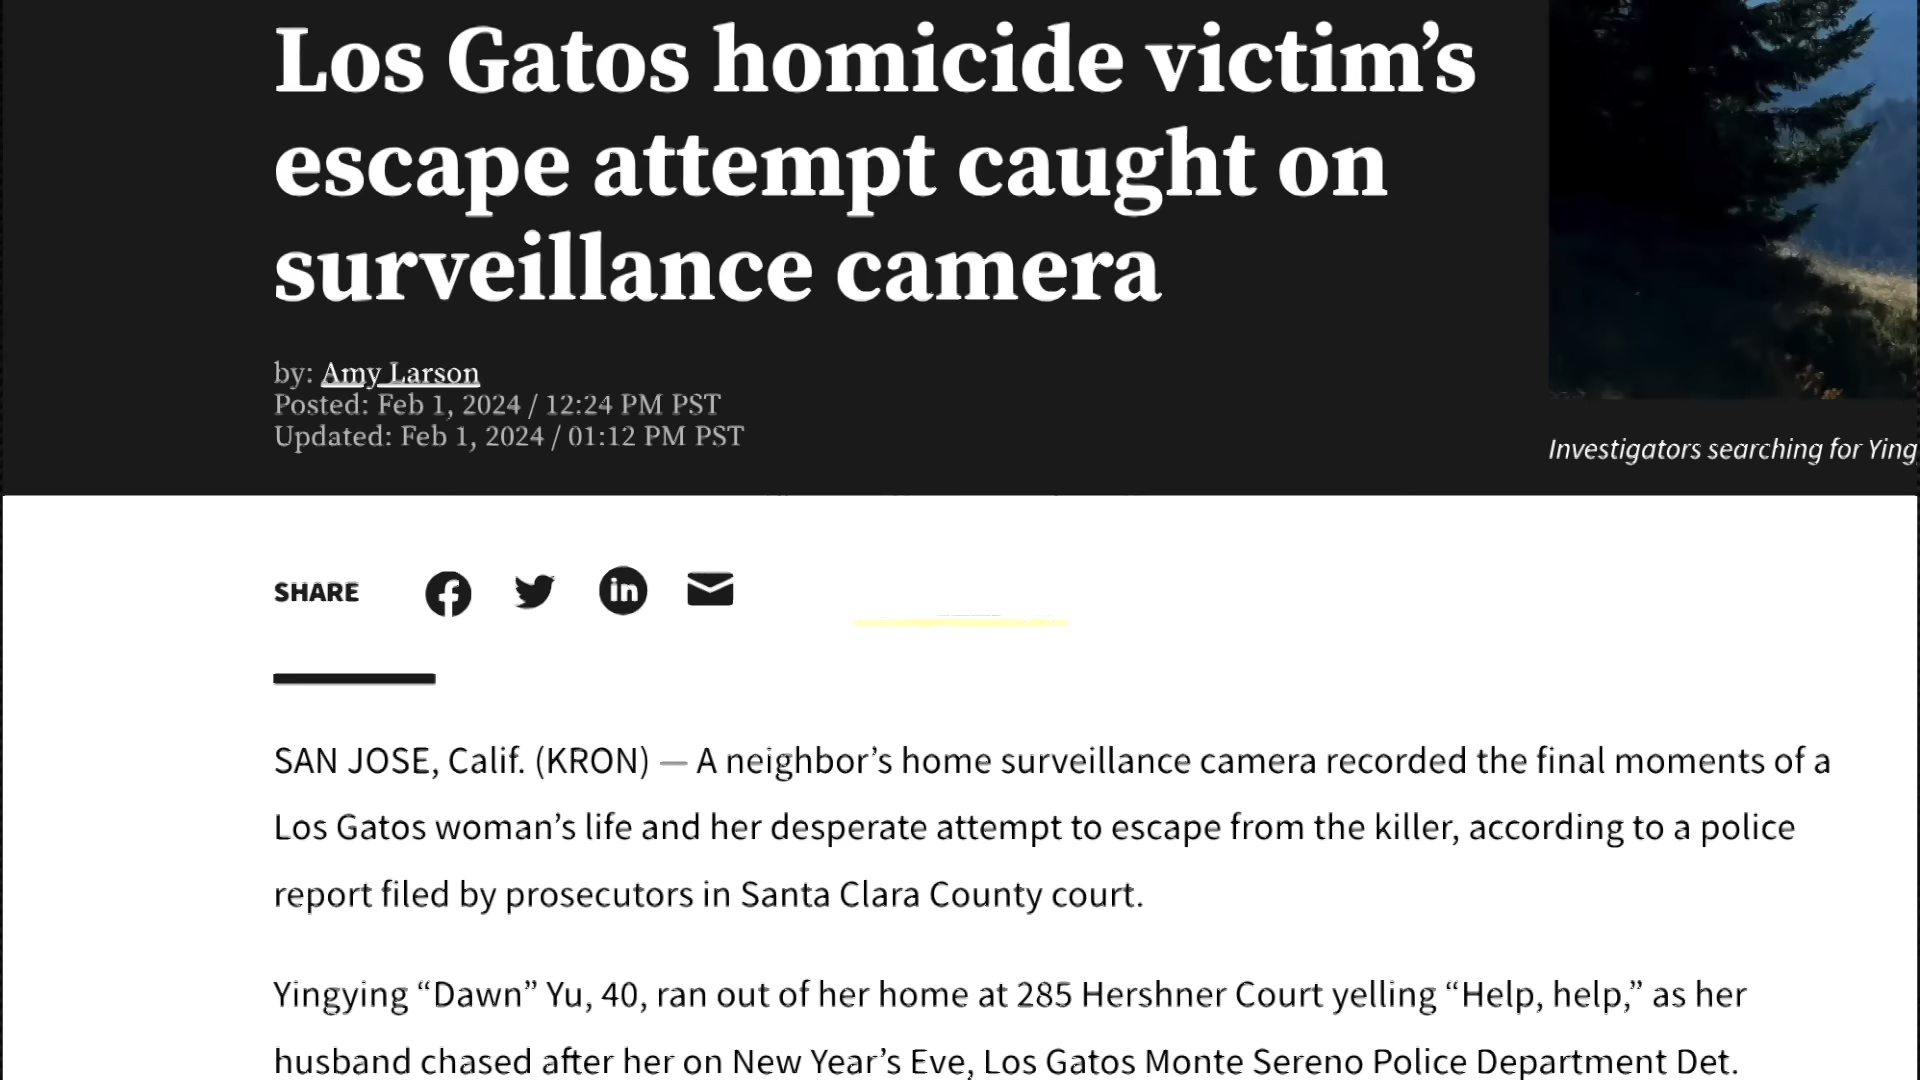 Los Gatos homicide victim’s
escape attempt caught on
surveillance camera
by: Amy Larson
Posted: Feb 1, 2024 / 12:24 PM PST
Updated: Feb 1, 2024 / 01:12 PM PST
Investigators searching for Ying
SHARE
SAN JOSE, Calif. (KRON) — A neighbor’s home surveillance camera recorded the final moments of a
Los Gatos woman’s life and her desperate attempt to escape from the killer, according to a police
report filed by prosecutors in Santa Clara County court.
Yingying “Dawn” Yu, 40, ran out of her home at 285 Hershner Court yelling “Help, help,” as her
husband chased after her on New Year’s Eve, Los Gatos Monte Sereno Police Department Det.